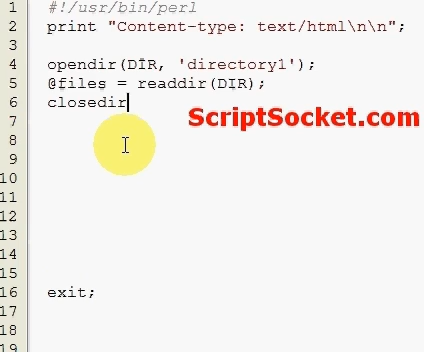 1 #!/usr/bin/perl
2 print "Content-type: text/html\n\n";
3
4 opendir(DIR, 'directory1');
5 @files = readdir(DIR);
6 closedir
ScriptSocket.com
7
8
9
10
11
12
13
14
15
16 exit;
17
18
19